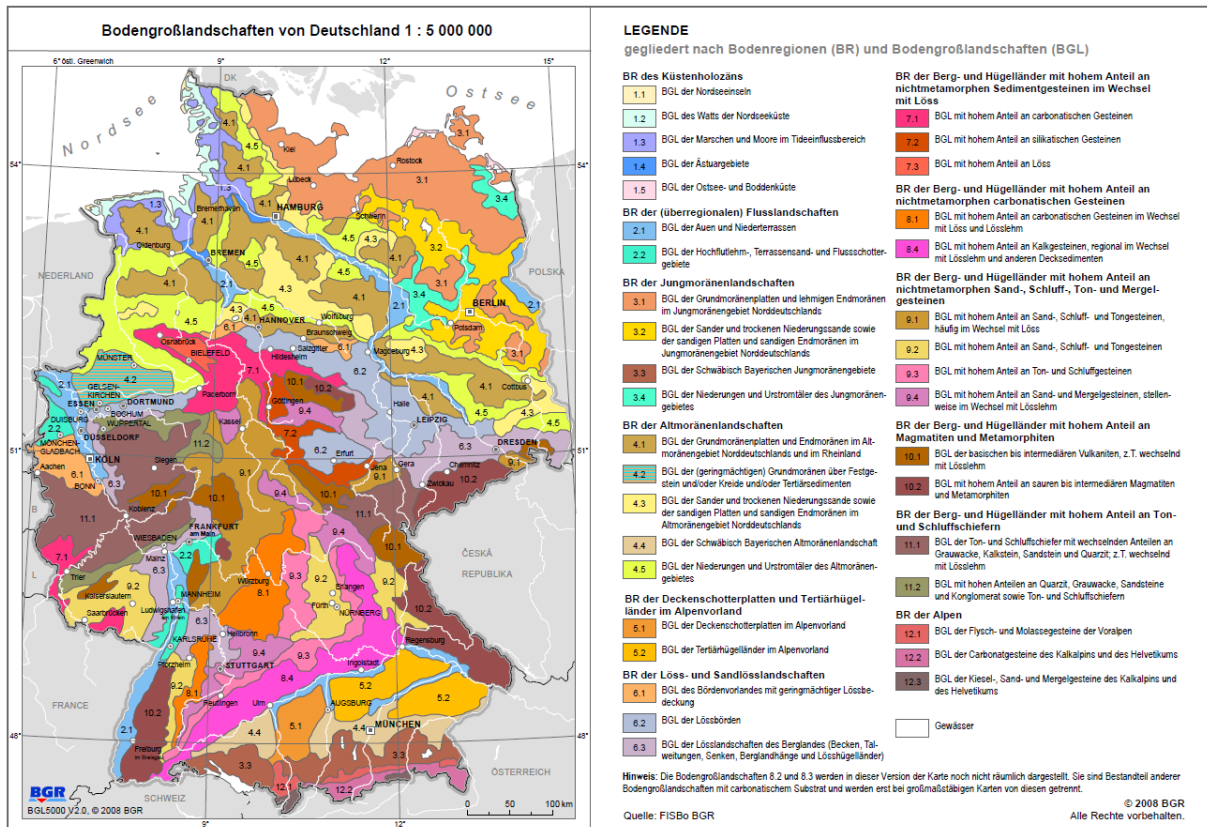 Bodengroßlandschaften von Deutschland 1 : 5 000 000
6° östl. Greenwich
9°
12°
15°
DK
Nordsee
Ostsee
54°
54°
51°
51°
48°
48°
9°
12°
Kiel
Rostock
Lübeck
Schwerin
HAMBURG
Bremerhaven
Oldenburg
BREMEN
NIEDERLAND
POLSKA
BERLIN
Potsdam
Wolfsburg
HANNOVER
Braunschweig
Osnabrück
BIELEFELD
Hildesheim
Salzgitter
Magdeburg
MÜNSTER
Cottbus
GELSEN-
KIRCHEN
Paderborn
Göttingen
Halle
ESSEN
DORTMUND
DUISBURG
BOCHUM
WUPPERTAL
LEIPZIG
DÜSSELDORF
Kassel
DRESDEN
MÖNCHEN-
GLADBACH
KÖLN
Siegen
Erfurt
Jena
Gera
Chemnitz
Aachen
BONN
Zwickau
Koblenz
B
L
FRANKFURT
am Main
WIESBADEN
Mainz
ČESKÁ
REPUBLIKA
Trier
Würzburg
Erlangen
Kaiserslautern
MANNHEIM
Fürth
NÜRNBERG
Ludwigshafen
am Rhein
Saarbrücken
Heilbronn
Regensburg
KARLSRUHE
Pforzheim
STUTTGART
Ingolstadt
FRANCE
Reutlingen
Ulm
AUGSBURG
MÜNCHEN
Freiburg
im Breisgau
ÖSTERREICH
SCHWEIZ
BGR
BGL5000 V2.0, © 2008 BGR
0 50 100 km
LEGENDE
gegliedert nach Bodenregionen (BR) und Bodengroßlandschaften (BGL)
BR des Küstenholozäns
1.1 BGL der Nordseeinseln
1.2 BGL des Watts der Nordseeküste
1.3 BGL der Marschen und Moore im Tideeinflussbereich
1.4 BGL der Ästuargebiete
1.5 BGL der Ostsee- und Boddenküste
BR der (überregionalen) Flusslandschaften
2.1 BGL der Auen und Niederterrassen
2.2 BGL der Hochflutlehm-, Terrassensand- und Flussschotter-
gebiete
BR der Jungmoränenlandschaften
3.1 BGL der Grundmoränenplatten und lehmigen Endmoränen
im Jungmoränengebiet Norddeutschlands
3.2 BGL der Sander und trockenen Niederungssande sowie
der sandigen Platten und sandigen Endmoränen im
Jungmoränengebiet Norddeutschlands
3.3 BGL der Schwäbisch Bayerischen Jungmoränengebiete
3.4 BGL der Niederungen und Urstromtäler des Jungmoränen-
gebietes
BR der Altmoränenlandschaften
4.1 BGL der Grundmoränenplatten und Endmoränen im Alt-
moränengebiet Norddeutschlands und im Rheinland
4.2 BGL der (geringmächtigen) Grundmoränen über Festge-
stein und/oder Kreide und/oder Tertiärsedimenten
4.3 BGL der Sander und trockenen Niederungssande sowie
der sandigen Platten und sandigen Endmoränen im
Altmoränengebiet Norddeutschlands
4.4 BGL der Schwäbisch Bayerischen Altmoränenlandschaft
4.5 BGL der Niederungen und Urstromtäler des Altmoränen-
gebietes
BR der Deckenschotterplatten und Tertiärhügel-
länder im Alpenvorland
5.1 BGL der Deckenschotterplatten im Alpenvorland
5.2 BGL der Tertiärhügelländer im Alpenvorland
BR der Löss- und Sandlösslandschaften
6.1 BGL des Bördenvorlandes mit geringmächtiger Lössbe-
deckung
6.2 BGL der Lössbörden
6.3 BGL der Lösslandschaften des Berglandes (Becken, Tal-
weitungen, Senken, Berglandhänge und Lösshügelländer)
BR der Berg- und Hügelländer mit hohem Anteil an
nichtmetamorphen Sedimentgesteinen im Wechsel
mit Löss
7.1 BGL mit hohem Anteil an carbonatischen Gesteinen
7.2 BGL mit hohem Anteil an silikatischen Gesteinen
7.3 BGL mit hohem Anteil an Löss
BR der Berg- und Hügelländer mit hohem Anteil an
nichtmetamorphen carbonatischen Gesteinen
8.1 BGL mit hohem Anteil an carbonatischen Gesteinen im Wechsel
mit Löss und Lösslehm
8.4 BGL mit hohem Anteil an Kalkgesteinen, regional im Wechsel
mit Lösslehm und anderen Decksedimenten
BR der Berg- und Hügelländer mit hohem Anteil an
nichtmetamorphen Sand-, Schluff-, Ton- und Mergel-
gesteinen
9.1 BGL mit hohem Anteil an Sand-, Schluff- und Tongesteinen,
häufig im Wechsel mit Löss
9.2 BGL mit hohem Anteil an Sand-, Schluff- und Tongesteinen
9.3 BGL mit hohem Anteil an Ton- und Schluffgesteinen
9.4 BGL mit hohem Anteil an Sand- und Mergelgesteinen, stellen-
weise im Wechsel mit Lösslehm
BR der Berg- und Hügelländer mit hohem Anteil an
Magmatiten und Metamorphiten
10.1 BGL der basischen bis intermediären Vulkaniten, z.T. wechselnd
mit Lösslehm
10.2 BGL mit hohem Anteil an sauren bis intermediären Magmatiten
und Metamorphiten
BR der Berg- und Hügelländer mit hohem Anteil an Ton-
und Schluffschiefern
11.1 BGL der Ton- und Schluffschiefer mit wechselnden Anteilen an
Grauwacke, Kalkstein, Sandstein und Quarzit; z.T. wechselnd
mit Lösslehm
11.2 BGL mit hohen Anteilen an Quarzit, Grauwacke, Sandsteine
und Konglomerat sowie Ton- und Schluffschiefern
BR der Alpen
12.1 BGL der Flysch- und Molassegesteine der Voralpen
12.2 BGL der Carbonatgesteine des Kalkalpins und des Helvetikums
12.3 BGL der Kiesel-, Sand- und Mergelgesteine des Kalkalpins und
des Helvetikums
Gewässer
Hinweis: Die Bodengroßlandschaften 8.2 und 8.3 werden in dieser Version der Karte noch nicht räumlich dargestellt. Sie sind Bestandteil anderer
Bodengroßlandschaften mit carbonatischem Substrat und werden erst bei großmaßstäbigen Karten von diesen getrennt.
Quelle: FISBo BGR
© 2008 BGR
Alle Rechte vorbehalten.